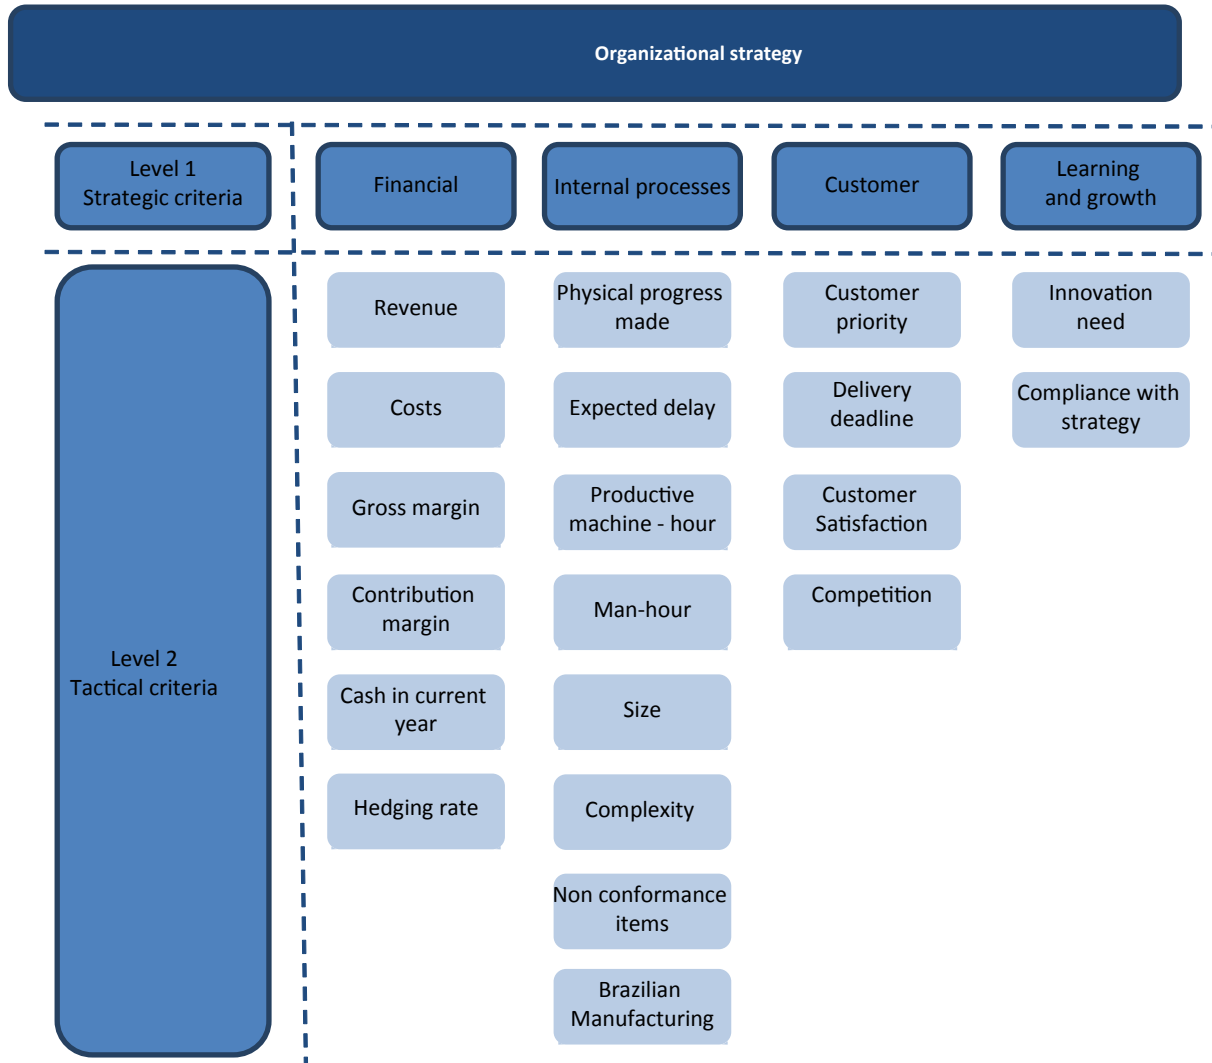 Organizational strategy
Level 1
Strategic criteria
Financial
Internal processes
Customer
Learning
and growth
Level 2
Tactical criteria
Revenue
Costs
Gross margin
Contribution
margin
Cash in current
year
Hedging rate
Physical progress
made
Expected delay
Productive
machine - hour
Man-hour
Size
Complexity
Non conformance
items
Brazilian
Manufacturing
Customer
priority
Delivery
deadline
Customer
Satisfaction
Competition
Innovation
need
Compliance with
strategy